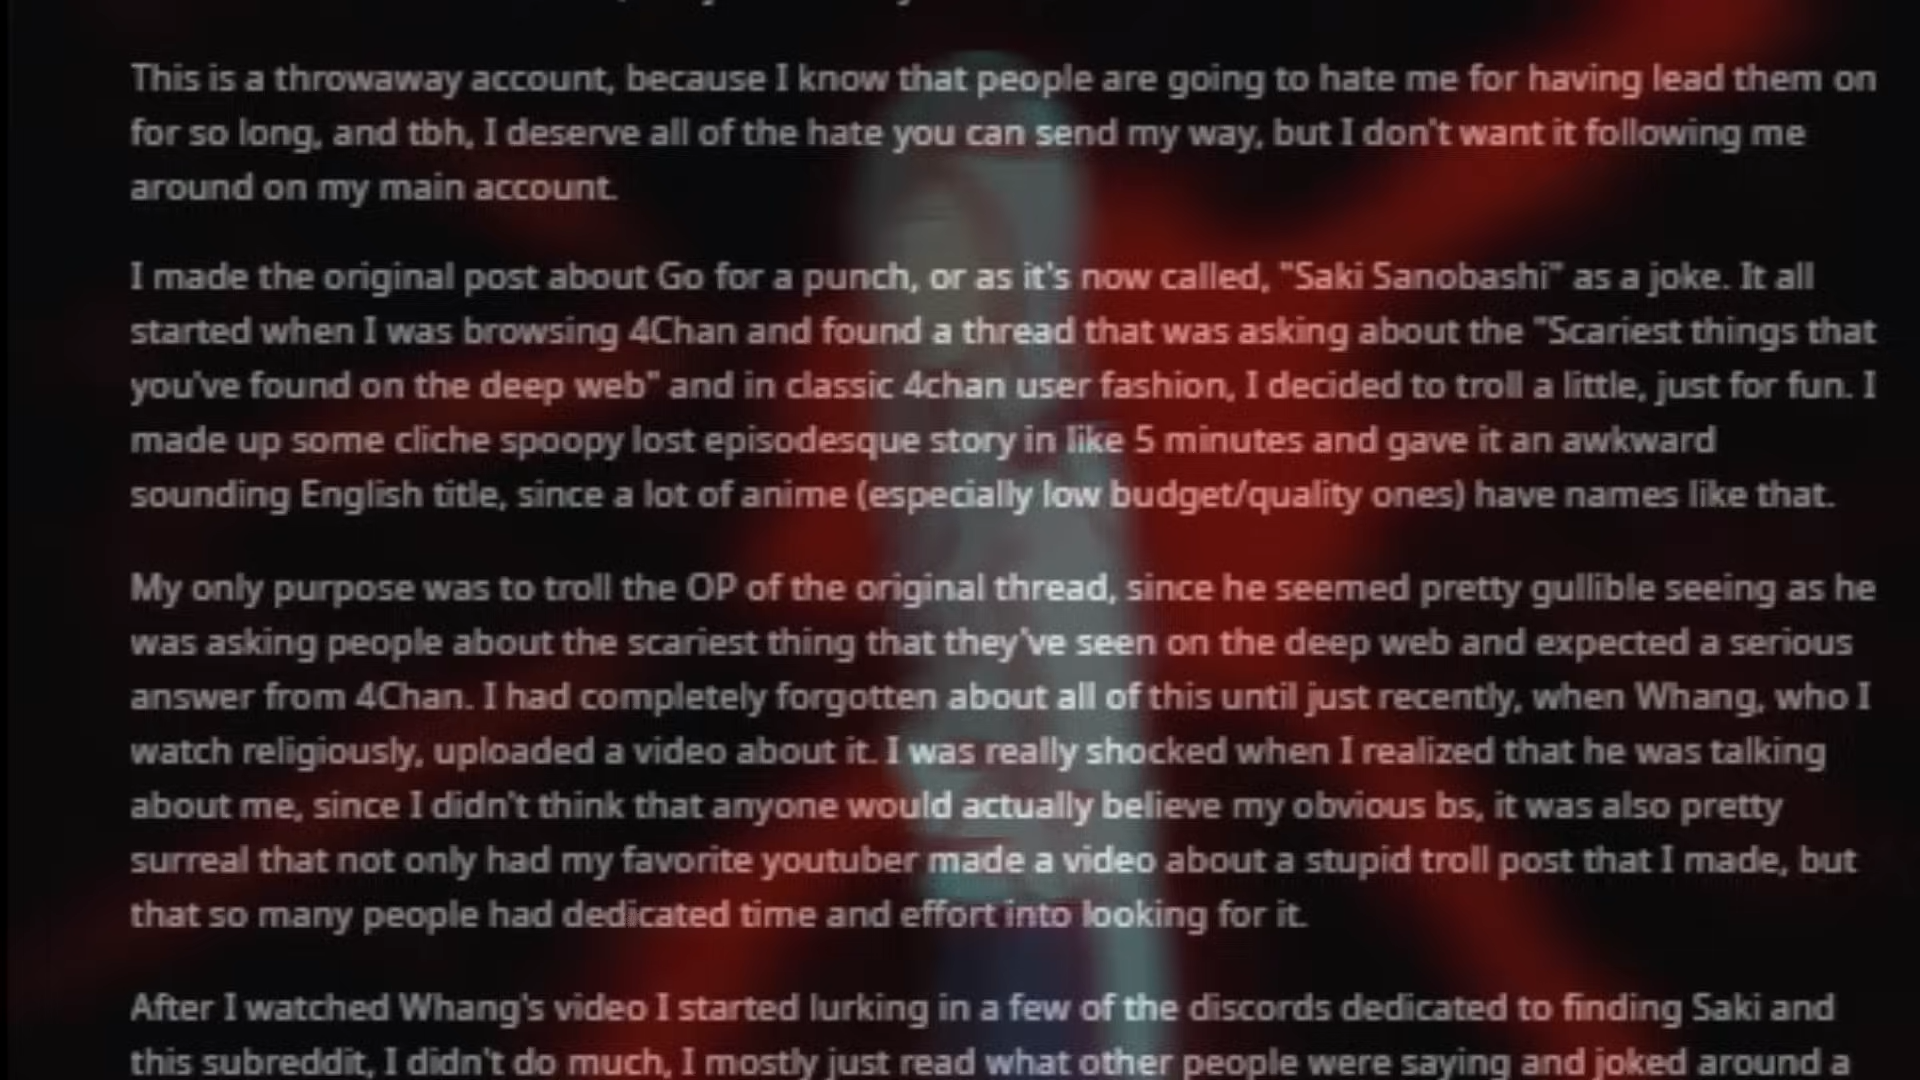 This is a throwaway account, because I know that people are going to hate me for having lead them on
for so long, and tbh, I deserve all of the hate you can send my way, but I don't want it following me
around on my main account.
I made the original post about Go for a punch, or as it's now called, "Saki Sanobashi" as a joke. It all
started when I was browsing 4Chan and found a thread that was asking about the "Scariest things that
you've found on the deep web" and in classic 4chan user fashion, I decided to troll a little, just for fun. I
made up some cliche spoopy lost episodesque story in like 5 minutes and gave it an awkward
sounding English title, since a lot of anime (especially low budget/quality ones) have names like that.
My only purpose was to troll the OP of the original thread, since he seemed pretty gullible seeing as he
was asking people about the scariest thing that they've seen on the deep web and expected a serious
answer from 4Chan. I had completely forgotten about all of this until just recently, when Whang, who I
watch religiously, uploaded a video about it. I was really shocked when I realized that he was talking
about me, since I didn't think that anyone would actually believe my obvious bs, it was also pretty
surreal that not only had my favorite youtuber made a video about a stupid troll post that I made, but
that so many people had dedicated time and effort into looking for it.
After I watched Whang's video I started lurking in a few of the discords dedicated to finding Saki and
this subreddit, I didn't do much, I mostly just read what other people were saying and joked around a